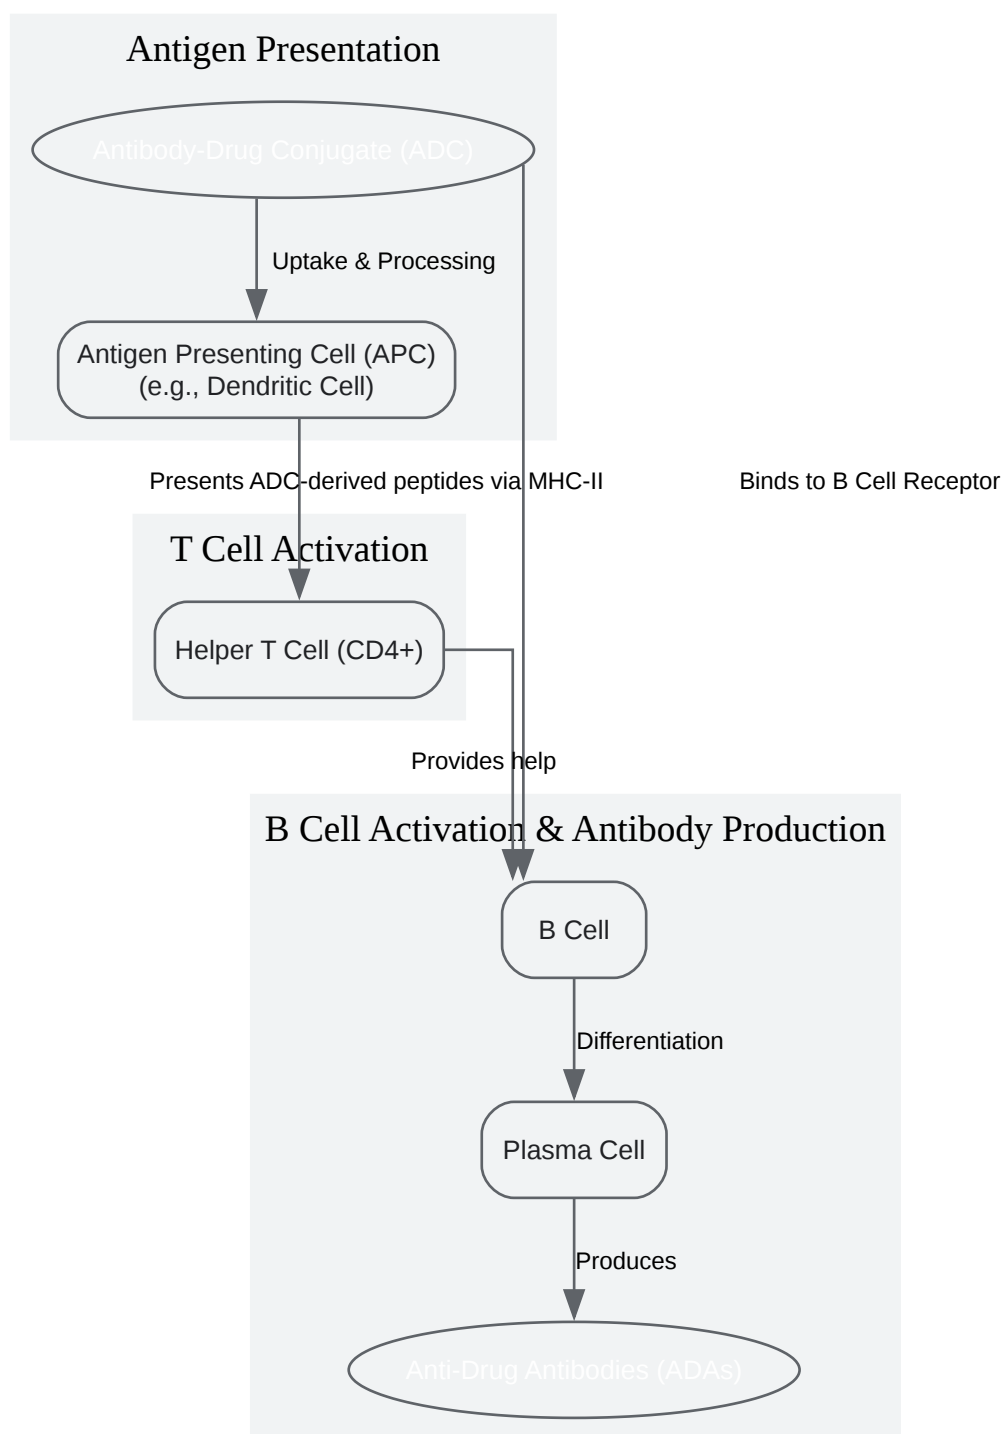 Antigen Presentation
Antibody-Drug Conjugate (ADC)
Uptake & Processing
Antigen Presenting Cell (APC)
(e.g., Dendritic Cell)
Presents ADC-derived peptides via MHC-II
Binds to B Cell Receptor
T Cell Activation
Helper T Cell (CD4+)
Provides help
B Cell Activation & Antibody Production
B Cell
Differentiation
Plasma Cell
Produces
Anti-Drug Antibodies (ADAs)